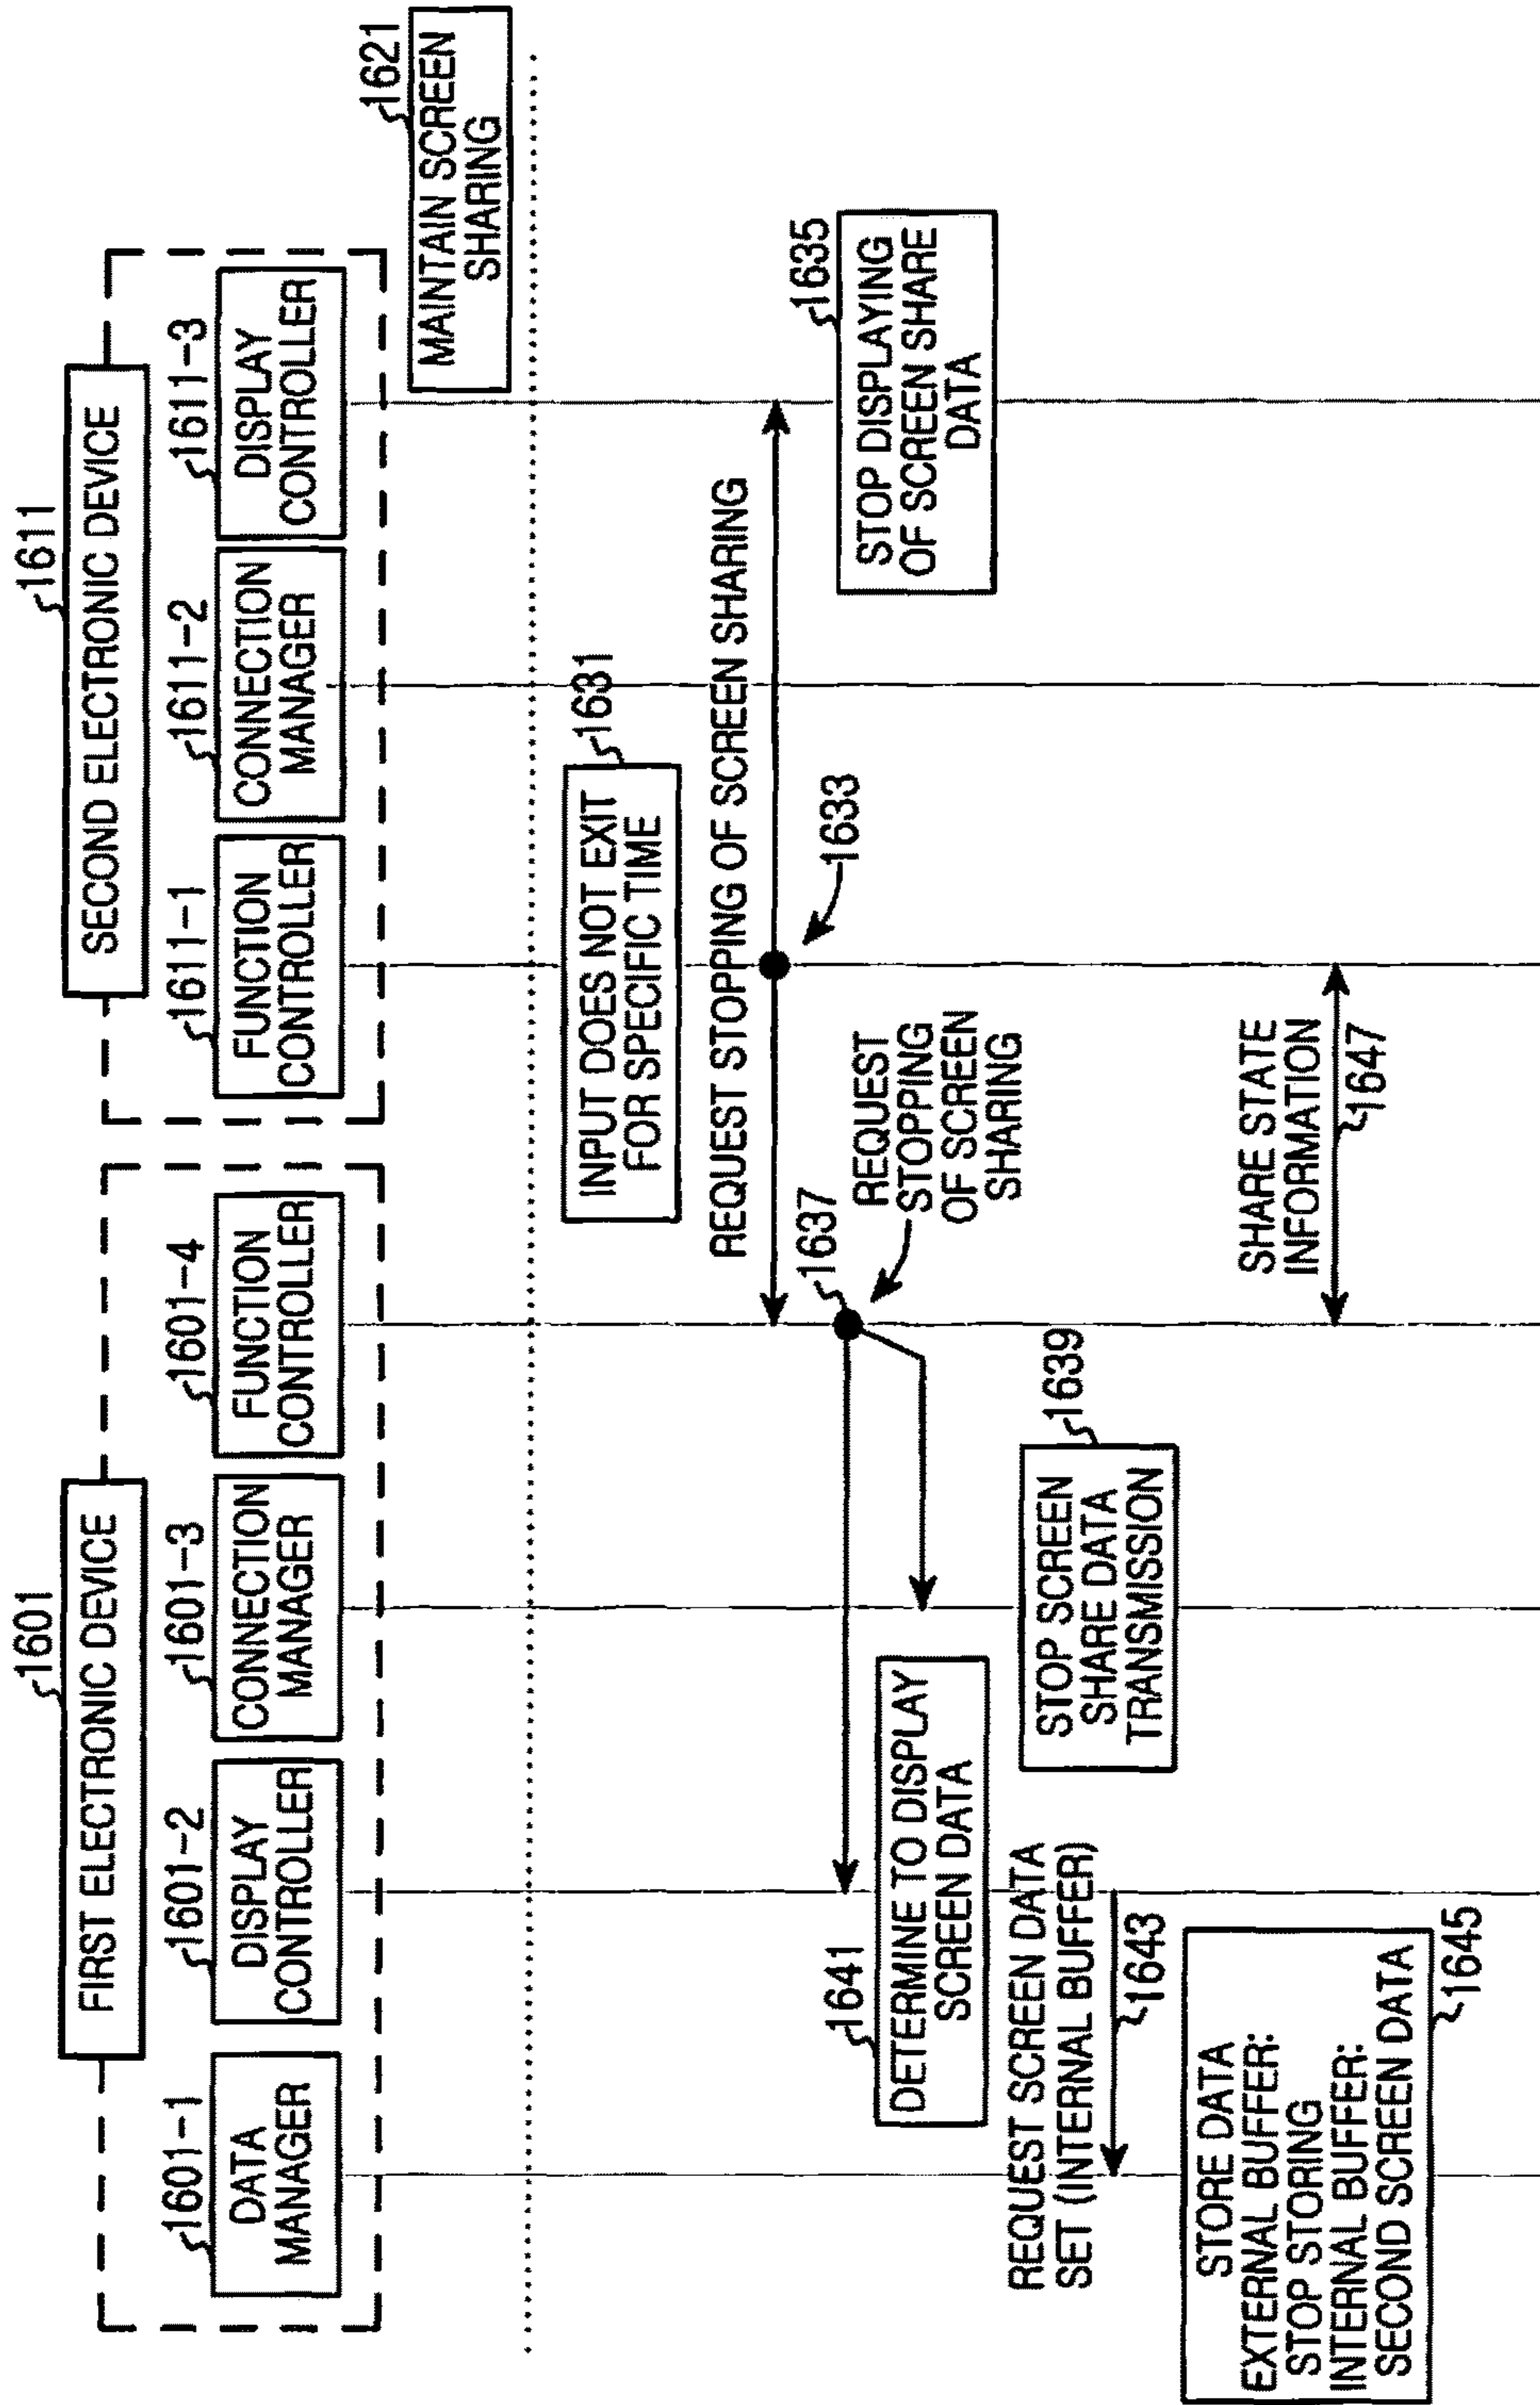 1601
FIRST ELECTRONIC DEVICE
1601-1
DATA
MANAGER
1601-2
DISPLAY
CONTROLLER
1601-3
CONNECTION
MANAGER
1601-4
FUNCTION
CONTROLLER
1611
SECOND ELECTRONIC DEVICE
1611-1
FUNCTION
CONTROLLER
1611-2
CONNECTION
MANAGER
1611-3
DISPLAY
CONTROLLER
1621
MAINTAIN SCREEN
SHARING
1631
INPUT DOES NOT EXIT
FOR SPECIFIC TIME
REQUEST STOPPING OF SCREEN SHARING
1633
1635
STOP DISPLAYING
OF SCREEN SHARE
DATA
1637
REQUEST
STOPPING
OF SCREEN
SHARING
1641
DETERMINE TO DISPLAY
SCREEN DATA
1639
STOP SCREEN
SHARE DATA
TRANSMISSION
REQUEST SCREEN DATA
SET (INTERNAL BUFFER)
1643
STORE DATA
EXTERNAL BUFFER:
STOP STORING
INTERNAL BUFFER:
SECOND SCREEN DATA
1645
SHARE STATE
INFORMATION
1647